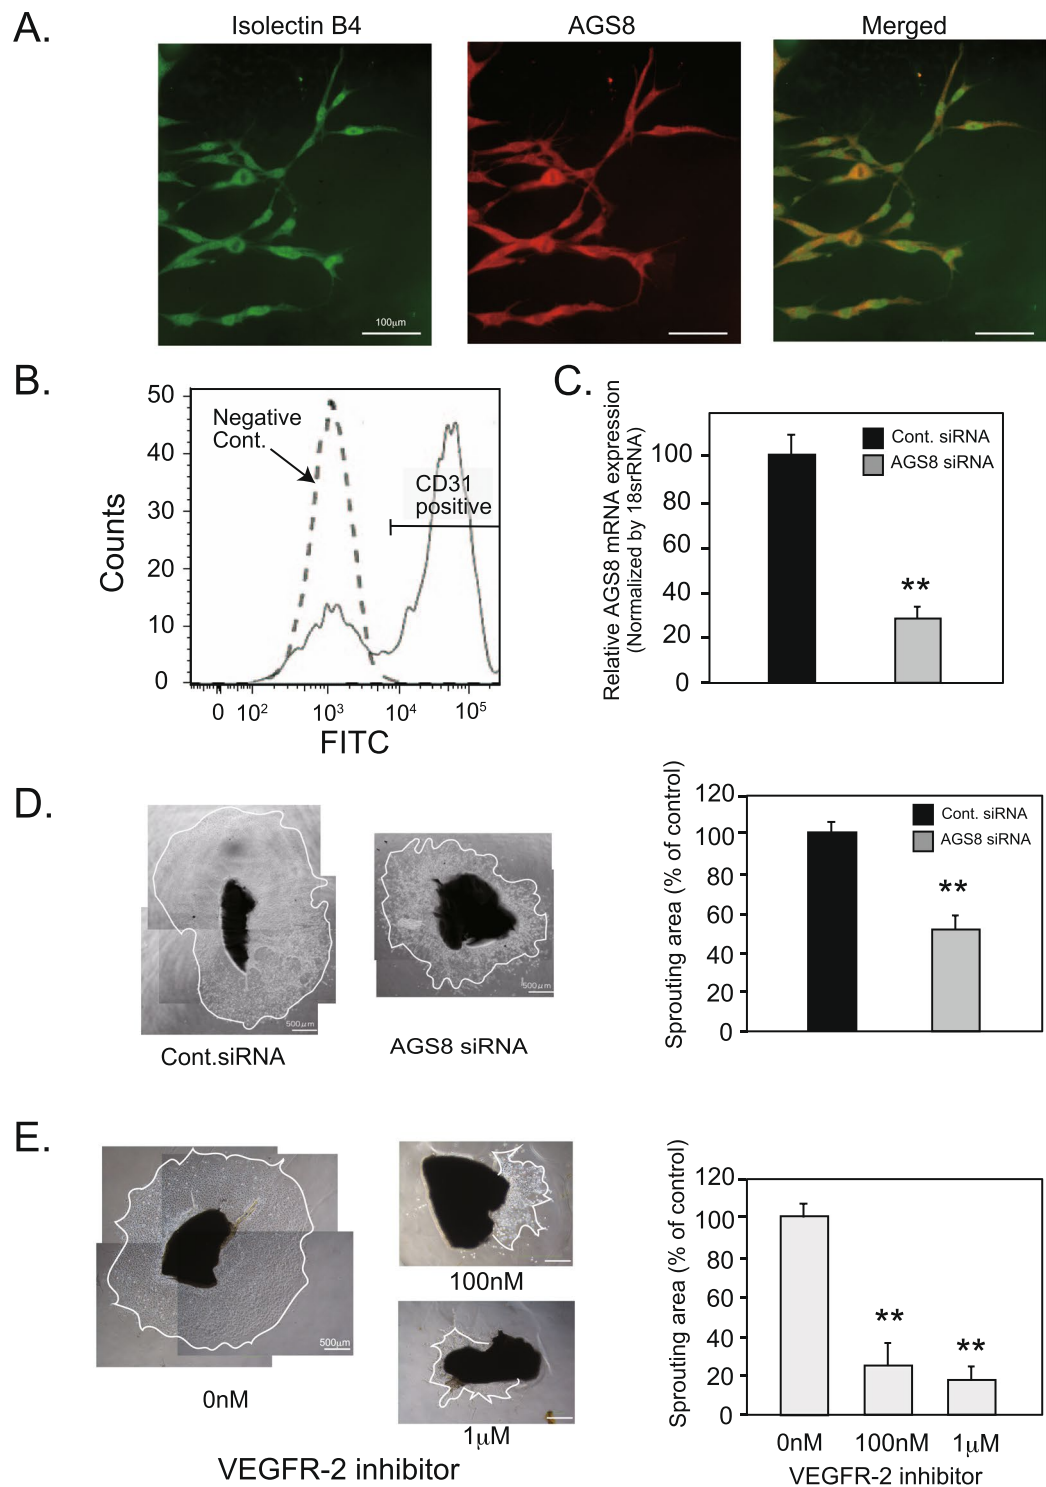 A.
Isolectin B4
AGS8
Merged
100μm
B.
Negative
Cont.
CD31
positive
Counts
50
40
30
20
10
0
0 10² 10³ 10⁴ 10⁵
FITC
C.
Relative AGS8 mRNA expression
(Normalized by 18srRNA)
100
80
60
40
20
0
Cont. siRNA
AGS8 siRNA
**
D.
500μm
Cont.siRNA
500μm
AGS8 siRNA
Sprouting area (% of control)
120
100
80
60
40
20
0
Cont. siRNA
AGS8 siRNA
**
E.
500μm
0nM
100nM
1μM
VEGFR-2 inhibitor
Sprouting area (% of control)
120
100
80
60
40
20
0
**
**
0nM 100nM 1μM
VEGFR-2 inhibitor